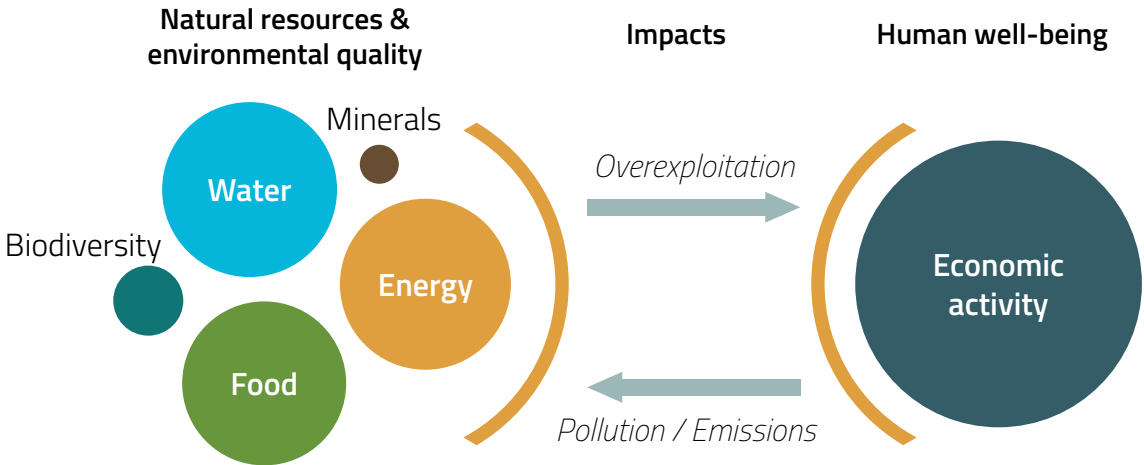 Natural resources &
environmental quality
Impacts
Human well-being
Minerals
Water
Biodiversity
Energy
Food
Overexploitation
Pollution / Emissions
Economic
activity